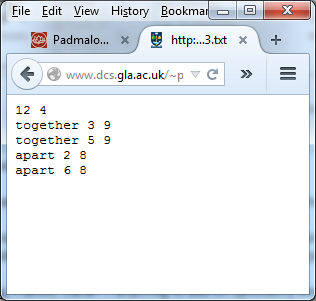 File Edit View History Bookmar
Padmalo...
http:...3.txt
www.dcs.gla.ac.uk/~p
12 4
together 3 9
together 5 9
apart 2 8
apart 6 8